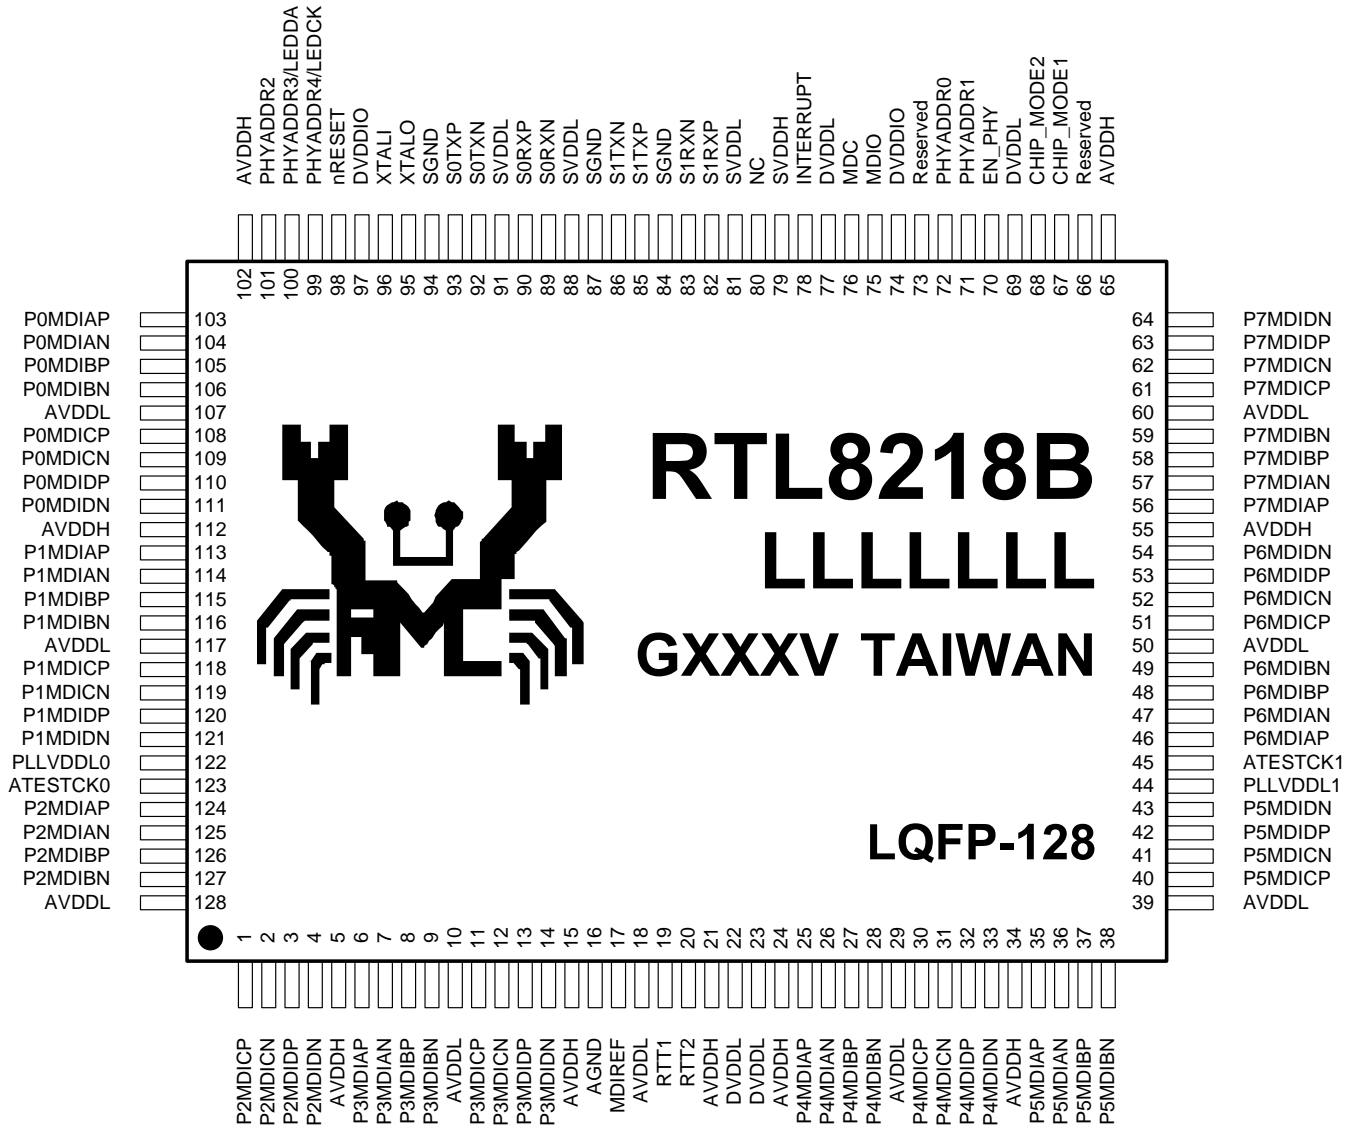 AVDDH
PHYADDR2
PHYADDR3/LEDDA
PHYADDR4/LEDCK
nRESET
DVDDIO
XTALI
XTALO
SGND
S0TXP
S0TXN
SVDDL
S0RXP
S0RXN
SVDDL
SGND
S1TXN
S1TXP
SGND
S1RXN
S1RXP
SVDDL
NC
SVDDH
INTERRUPT
DVDDL
MDC
MDIO
DVDDIO
Reserved
PHYADDR0
PHYADDR1
EN_PHY
DVDDL
CHIP_MODE2
CHIP_MODE1
Reserved
AVDDH
102 101 100 99 98 97 96 95 94 93 92 91 90 89 88 87 86 85 84 83 82 81 80 79 78 77 76 75 74 73 72 71 70 69 68 67 66 65
P0MDIAP 103
P0MDIAN 104
P0MDIBP 105
P0MDIBN 106
AVDDL 107
P0MDICP 108
P0MDICN 109
P0MDIDP 110
P0MDIDN 111
AVDDH 112
P1MDIAP 113
P1MDIAN 114
P1MDIBP 115
P1MDIBN 116
AVDDL 117
P1MDICP 118
P1MDICN 119
P1MDIDP 120
P1MDIDN 121
PLLVDDL0 122
ATESTCK0 123
P2MDIAP 124
P2MDIAN 125
P2MDIBP 126
P2MDIBN 127
AVDDL 128
RTL8218B
LLLLLLL
GXXXV TAIWAN
LQFP-128
64 P7MDIDN
63 P7MDIDP
62 P7MDICN
61 P7MDICP
60 AVDDL
59 P7MDIBN
58 P7MDIBP
57 P7MDIAN
56 P7MDIAP
55 AVDDH
54 P6MDIDN
53 P6MDIDP
52 P6MDICN
51 P6MDICP
50 AVDDL
49 P6MDIBN
48 P6MDIBP
47 P6MDIAN
46 P6MDIAP
45 ATESTCK1
44 PLLVDDL1
43 P5MDIDN
42 P5MDIDP
41 P5MDICN
40 P5MDICP
39 AVDDL
1 2 3 4 5 6 7 8 9 10 11 12 13 14 15 16 17 18 19 20 21 22 23 24 25 26 27 28 29 30 31 32 33 34 35 36 37 38
P2MDICP
P2MDICN
P2MDIDP
P2MDIDN
AVDDH
P3MDIAP
P3MDIAN
P3MDIBP
P3MDIBN
AVDDL
P3MDICP
P3MDICN
P3MDIDP
P3MDIDN
AVDDH
AGND
MDIREF
AVDDL
RTT1
RTT2
AVDDH
DVDDL
DVDDL
AVDDH
P4MDIAP
P4MDIAN
P4MDIBP
P4MDIBN
AVDDL
P4MDICP
P4MDICN
P4MDIDP
P4MDIDN
AVDDH
P5MDIAP
P5MDIAN
P5MDIBP
P5MDIBN